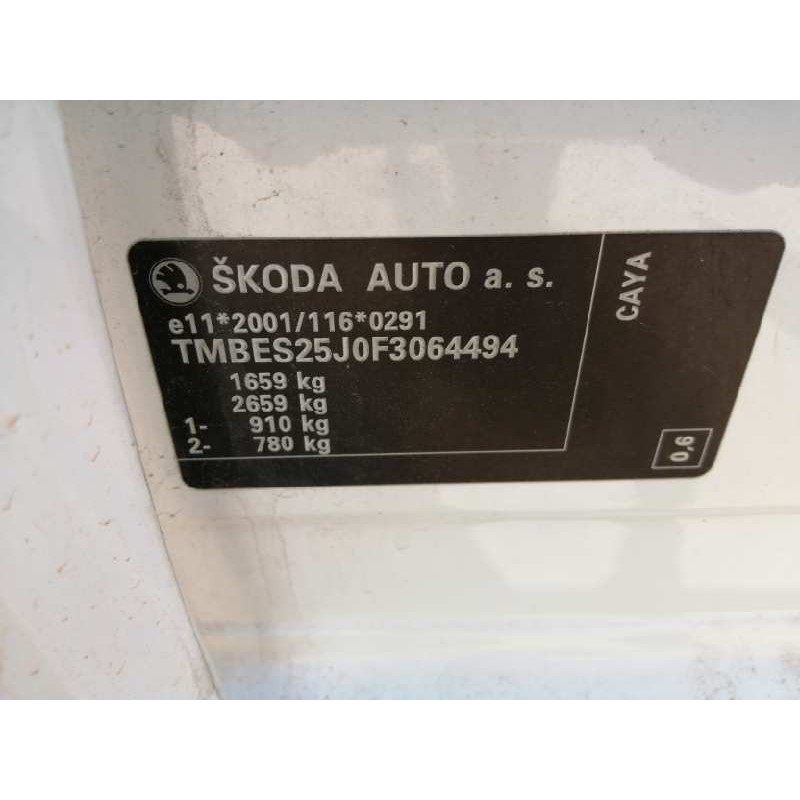 ŠKODA AUTO a. s.
e11*2001/116*0291
TMBES25J0F3064494
1659 kg
2659 kg
1- 910 kg
2- 780 kg
CAYA
0,6